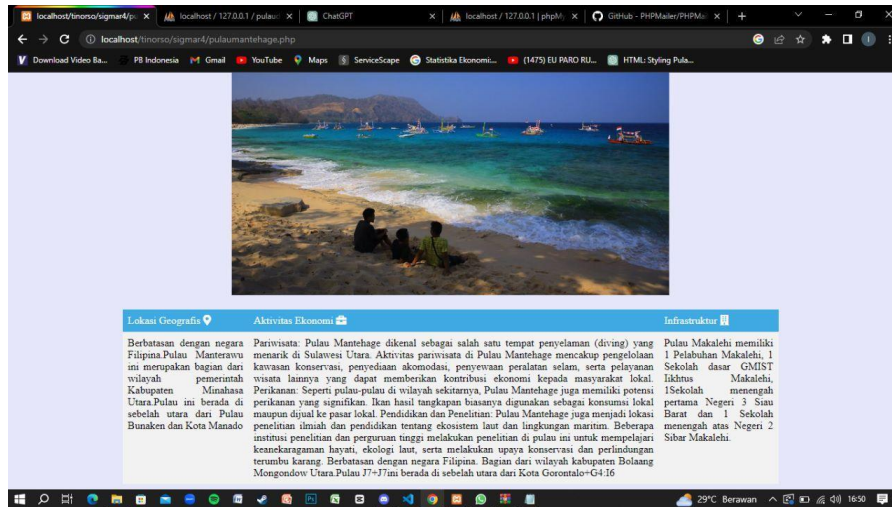 localhost/tinorso/sigmar4/pu
localhost / 127.0.0.1 / pulau
ChatGPT
localhost / 127.0.0.1 | phpM
GitHub - PHPMailer/PHPMai
localhost/tinorso/sigmar4/pulaumantehage.php
Download Video Ba...
PB Indonesia
Gmail
YouTube
Maps
ServiceScape
Statistika Ekonomi:...
(1475) EU PARO RU...
HTML: Styling Pula...
Lokasi Geografis
Berbatasan dengan negara
Filipina.Pulau Manterawu
ini merupakan bagian dari
wilayah pemerintah
Kabupaten Minahasa
Utara.Pulau ini berada di
sebelah utara dari Pulau
Bunaken dan Kota Manado
Aktivitas Ekonomi
Pariwisata: Pulau Mantehage dikenal sebagai salah satu tempat penyelaman (diving) yang
menarik di Sulawesi Utara. Aktivitas pariwisata di Pulau Mantehage mencakup pengelolaan
kawasan konservasi, penyediaan akomodasi, penyewaan peralatan selam, serta pelayanan
wisata lainnya yang dapat memberikan kontribusi ekonomi kepada masyarakat lokal.
Perikanan: Seperti pulau-pulau di wilayah sekitarnya, Pulau Mantehage juga memiliki potensi
perikanan yang signifikan. Ikan hasil tangkapan biasanya digunakan sebagai konsumsi lokal
maupun dijual ke pasar lokal. Pendidikan dan Penelitian: Pulau Mantehage juga menjadi lokasi
penelitian ilmiah dan pendidikan tentang ekosistem laut dan lingkungan maritim. Beberapa
institusi penelitian dan perguruan tinggi melakukan penelitian di pulau ini untuk mempelajari
keanekaragaman hayati, ekologi laut, serta melakukan upaya konservasi dan perlindungan
terumbu karang. Berbatasan dengan negara Filipina. Bagian dari wilayah kabupaten Bolaang
Mongondow Utara.Pulau J7+J7ini berada di sebelah utara dari Kota Gorontalo+G4:I6
Infrastruktur
Pulau Makalehi memiliki
1 Pelabuhan Makalehi, 1
Sekolah dasar GMIST
Iikhtus Makalehi,
1Sekolah menengah
pertama Negeri 3 Siau
Barat dan 1 Sekolah
menengah atas Negeri 2
Sibar Makalehi.
29°C Berawan
16:50